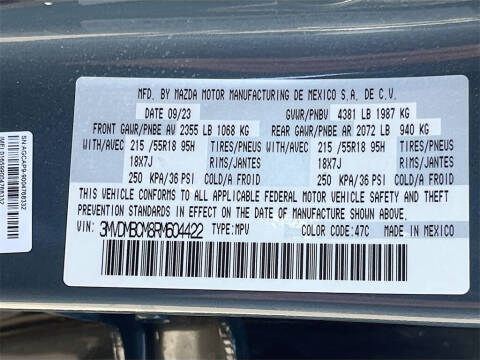 MFD. BY MAZDA MOTOR MANUFACTURING DE MEXICO S.A. DE C.V.
DATE 09/23 GVWR/PNBV 4381 LB 1987 KG
FRONT GAWR/PNBE AV 2355 LB 1068 KG REAR GAWR/PNBE AR 2072 LB 940 KG
WITH/AVEC 215 /55R18 95H TIRES/PNEUS WITH/AVEC 215 /55R18 95H TIRES/PNEUS
18X7J RIMS/JANTES 18X7J RIMS/JANTES
250 KPA/36 PSI COLD/A FROID 250 KPA/36 PSI COLD/A FROID
THIS VEHICLE CONFORMS TO ALL APPLICABLE FEDERAL MOTOR VEHICLE SAFETY AND THEFT
PREVENTION STANDARDS IN EFFECT ON THE DATE OF MANUFACTURE SHOWN ABOVE.
VIN: 3MVDMBCM8RM604422 TYPE: MPV COLOR CODE: 47C MADE IN MEXICO